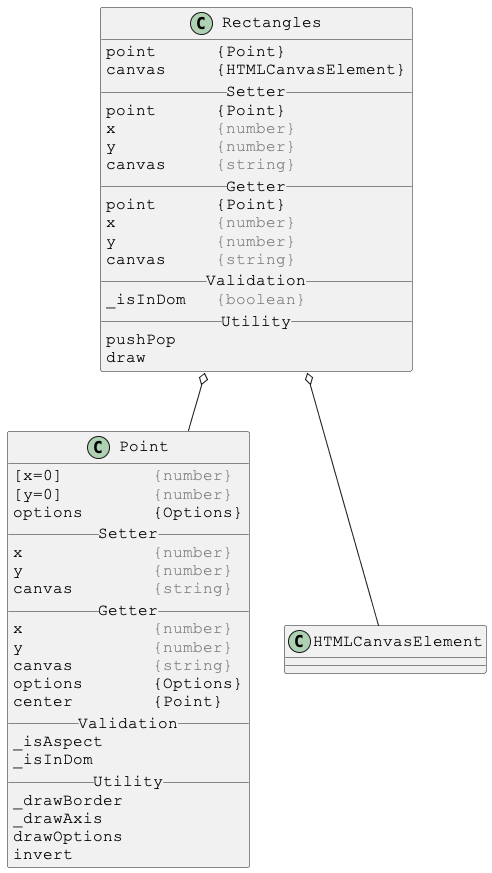 C Rectangles
point {Point}
canvas {HTMLCanvasElement}
Setter
point {Point}
x {number}
y {number}
canvas {string}
Getter
point {Point}
x {number}
y {number}
canvas {string}
Validation
_isInDom {boolean}
Utility
pushPop
draw
C Point
[x=0] {number}
[y=0] {number}
options {Options}
Setter
x {number}
y {number}
canvas {string}
Getter
x {number}
y {number}
canvas {string}
options {Options}
center {Point}
Validation
_isAspect
_isInDom
Utility
_drawBorder
_drawAxis
drawOptions
invert
C HTMLCanvasElement